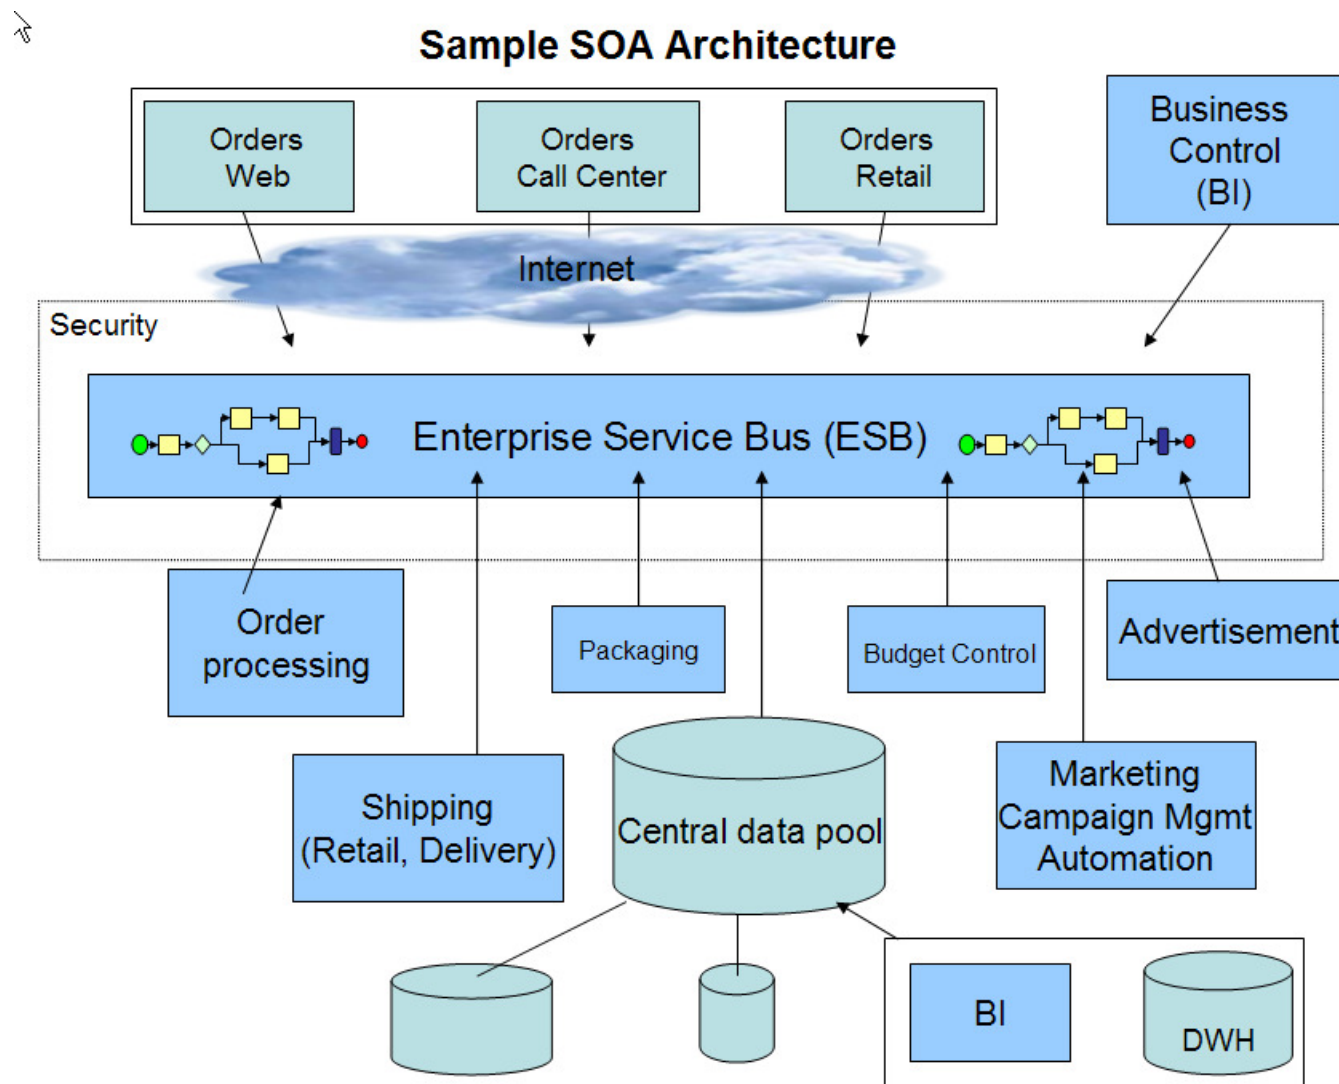 Sample SOA Architecture
Orders
Web
Orders
Call Center
Orders
Retail
Business
Control
(BI)
Internet
Security
Enterprise Service Bus (ESB)
Order
processing
Packaging
Budget Control
Advertisement
Shipping
(Retail, Delivery)
Central data pool
Marketing
Campaign Mgmt
Automation
BI
DWH